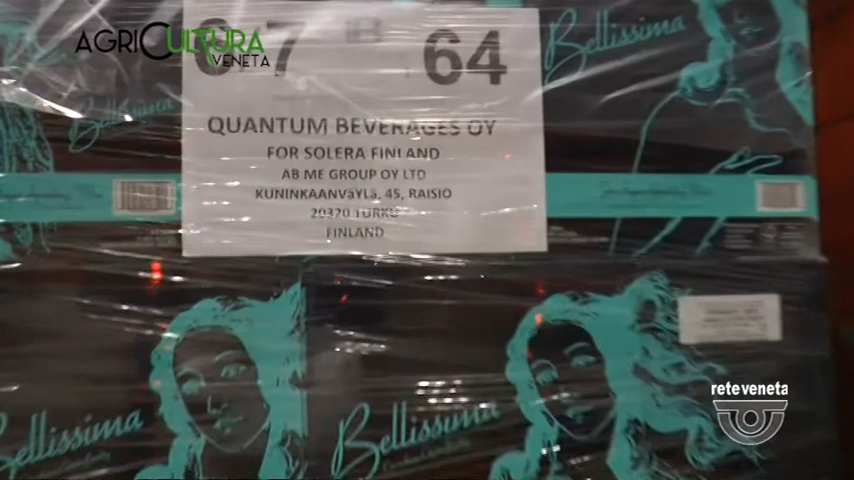 AGRICULTURA
VENETA
64
Bellissima
QUANTUM BEVERAGES OY
FOR SOLERA FINLAND
AB ME GROUP OY LTD
KUNINKAANVÄYLÄ. 45, RAISIO
20320 TURKU
FINLAND
Bellissima
Bellissima
Bellissima
reteveneta